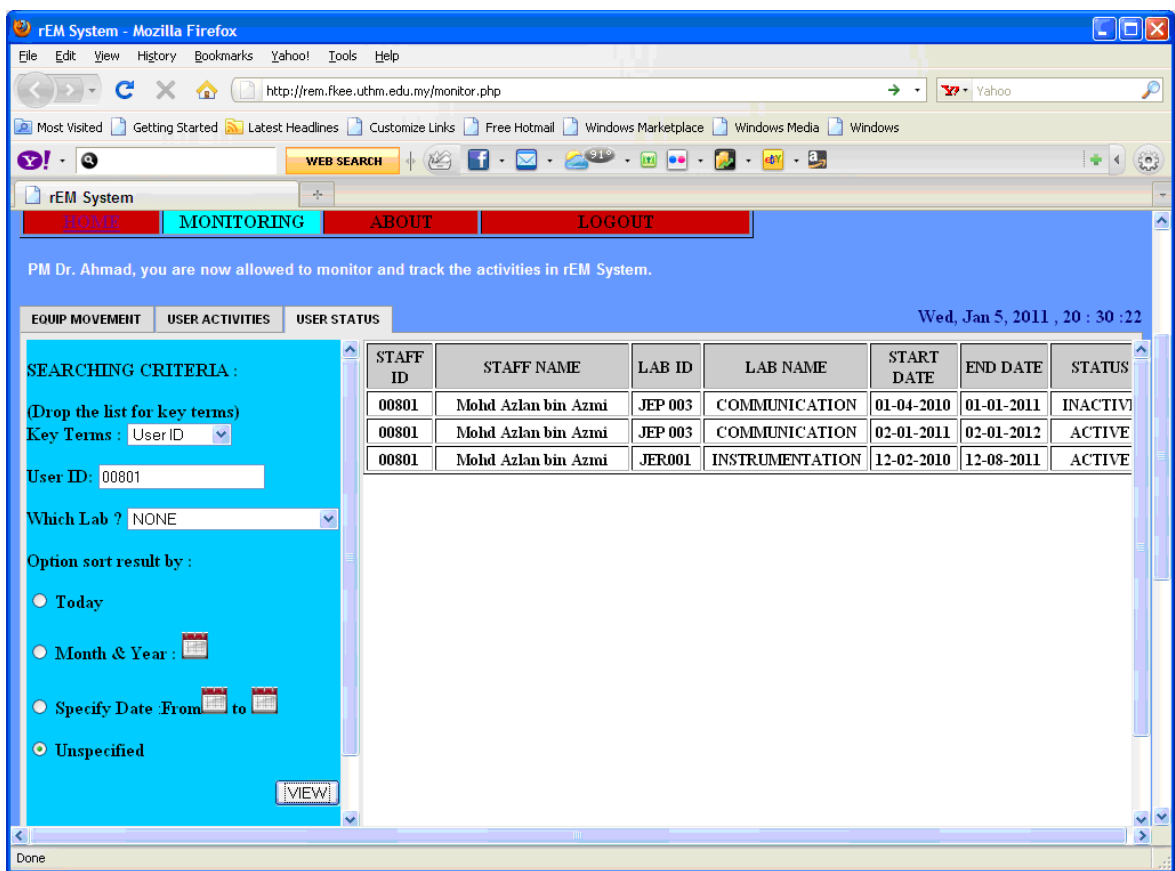 rEM System - Mozilla Firefox
File Edit View History Bookmarks Yahoo! Tools Help
http://rem.fkee.uthm.edu.my/monitor.php Yahoo
Most Visited Getting Started Latest Headlines Customize Links Free Hotmail Windows Marketplace Windows Media Windows
WEB SEARCH 91°
rEM System
HOME MONITORING ABOUT LOGOUT
PM Dr. Ahmad, you are now allowed to monitor and track the activities in rEM System.
EQUIP MOVEMENT USER ACTIVITIES USER STATUS Wed, Jan 5, 2011 , 20 : 30 :22
SEARCHING CRITERIA :
(Drop the list for key terms)
Key Terms : User ID
User ID: 00801
Which Lab ? NONE
Option sort result by :
Today
Month & Year :
Specify Date :From to
Unspecified
VIEW
STAFF ID STAFF NAME LAB ID LAB NAME START DATE END DATE STATUS
00801 Mohd Azlan bin Azmi JEP 003 COMMUNICATION 01-04-2010 01-01-2011 INACTIV
00801 Mohd Azlan bin Azmi JEP 003 COMMUNICATION 02-01-2011 02-01-2012 ACTIVE
00801 Mohd Azlan bin Azmi JER001 INSTRUMENTATION 12-02-2010 12-08-2011 ACTIVE
Done